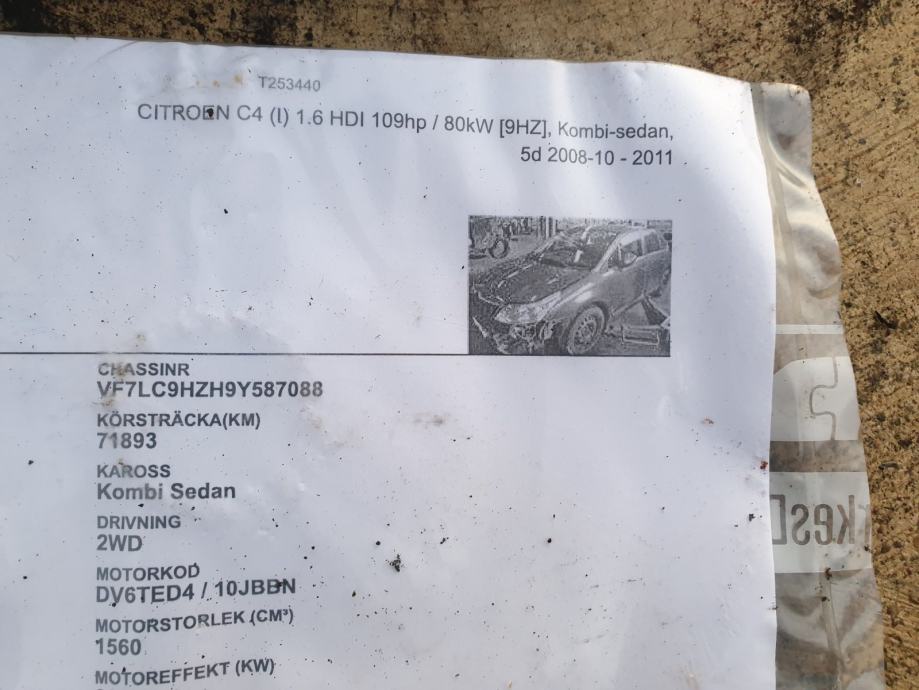 T253440
CITROEN C4 (I) 1.6 HDI 109hp / 80kW [9HZ], Kombi-sedan,
5d 2008-10 - 2011
CHASSINR
VF7LC9HZH9Y587088
KÖRSTRÄCKA(KM)
71893
KAROSS
Kombi Sedan
DRIVNING
2WD
MOTORKOD
DV6TED4 / 10JBBN
MOTORSTORLEK (CM³)
1560
MOTOREFFEKT (KW)